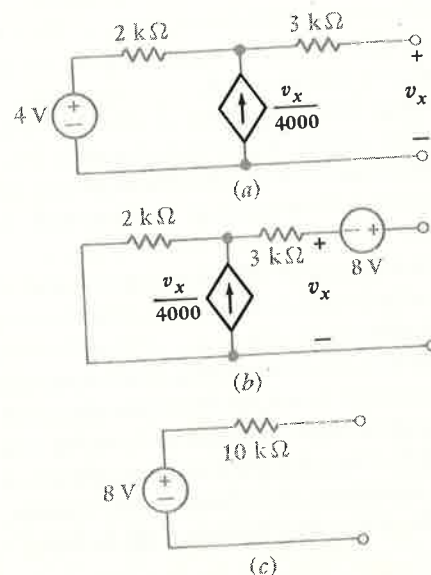 2 kΩ 3 kΩ
+
4 V + − v_x/4000 v_x
−
(a)
2 kΩ
3 kΩ + − + 8 V
v_x/4000 v_x
−
(b)
10 kΩ
8 V + −
(c)